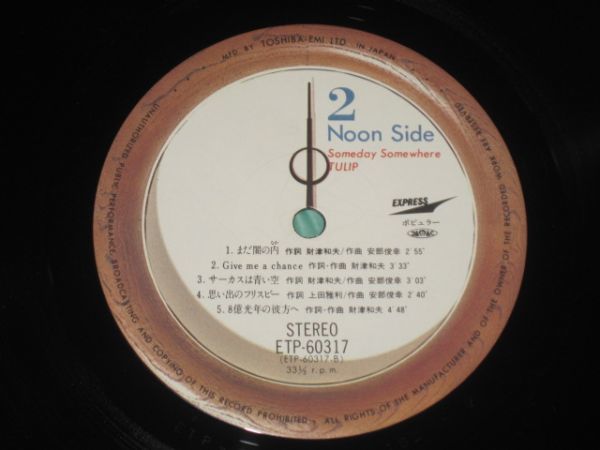 MFD BY TOSHIBA-EMI LTD. IN JAPAN
2
Noon Side
Someday Somewhere
TULIP
EXPRESS
ポピュラー
JASRAC
1. まだ闇の内 作詞 財津和夫/作曲 安部俊幸 2´55˝
2. Give me a chance 作詞・作曲 財津和夫 3´33˝
3. サーカスは青い空 作詞 財津和夫/作曲 安部俊幸 3´03˝
4. 思い出のフリスビー 作詞 上田雅利/作曲 安部俊幸 2´40˝
5. 8億光年の彼方へ 作詞・作曲 財津和夫 4´48˝
STEREO
ETP-60317
(ETP-60317-B)
33⅓ r.p.m.
UNAUTHORIZED PUBLIC PERFORMANCE, BROADCASTING AND COPYING OF THIS RECORD PROHIBITED · ALL RIGHTS OF THE MANUFACTURER AND OF THE OWNER OF THE RECORDED WORK ARE RESERVED